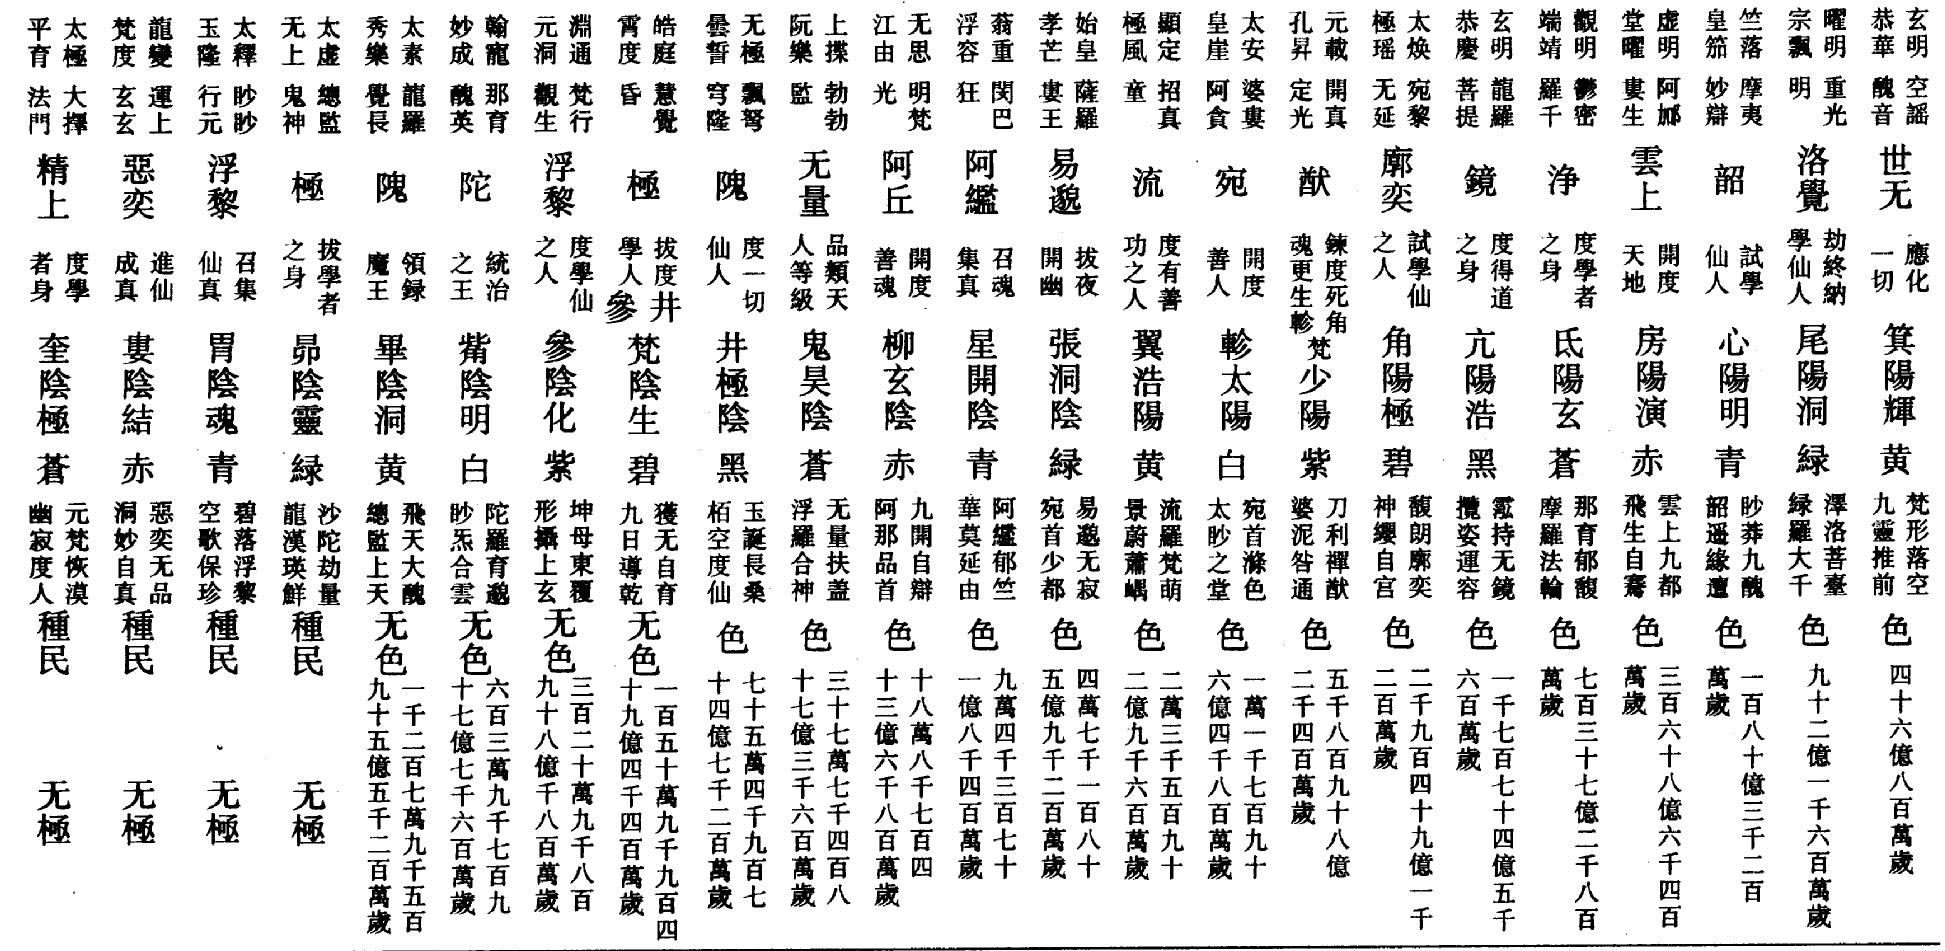 玄明恭華 空謠醜音 世无 應化一切 箕陽輝 黄 梵形落空九靈推前 色 四十六億八百萬歲
曜明宗飄 重光明 洛覺 劫終納學仙人 尾陽洞 緑 澤洛菩臺緑羅大千 色 九十二億一千六百萬歲
竺落皇笳 摩夷妙辯 韶 試學仙人 心陽明 青 眇莽九醜韶遥緣邅 色 一百八十億三千二百萬歲
虚明堂曜 阿𨚗婁生 雲上 開度天地 房陽演 赤 雲上九都飛生自騫 色 三百六十八億六千四百萬歲
觀明端靖 鬱密羅千 浄 度學者之身 氐陽玄 蒼 那育郁馥摩羅法輪 色 七百三十七億二千八百萬歲
玄明恭慶 龍羅菩提 鏡 度得道之身 亢陽浩 黑 霐持无鏡攬姿運容 色 一千七百七十四億五千六百萬歲
太焕極瑶 宛黎无延 廓奕 試學仙之人 角陽極 碧 馥朗廓奕神纓自宫 色 二千九百四十九億一千二百萬歲
元載孔昇 開真定光 猷 鍊度死魂更生 角軫 梵少陽 紫 刀利禪猷婆泥咎通 色 五千八百九十八億二千四百萬歲
太安皇崖 婆婁阿貪 宛 開度善人 軫太陽 白 宛首滌色太眇之堂 色 一萬一千七百九十六億四千八百萬歲
顯定極風 招真童 流 度有善功之人 翼浩陽 黄 流羅梵萌景蔚蕭嵎 色 二萬三千五百九十二億九千六百萬歲
始皇孝芒 薩羅婁王 易邈 拔夜開幽 張洞陰 緑 易邈无寂宛首少都 色 四萬七千一百八十五億九千二百萬歲
蓊重浮容 閔巴狂 阿鑑 召魂集真 星開陰 青 阿鑑郁竺華莫延由 色 九萬四千三百七十一億八千四百萬歲
无思江由 明梵光 阿丘 開度善魂 柳玄陰 赤 九開自辯阿那品首 色 十八萬八千七百四十三億六千八百萬歲
上揲阮樂 勃勃監 无量 品類天人等級 鬼昊陰 蒼 无量扶盖浮羅合神 色 三十七萬七千四百八十七億三千六百萬歲
无極曇誓 飄弩穹隆 隗 度一切仙人 井極陰 黑 玉誕長桑栢空度仙 色 七十五萬四千九百七十四億七千二百萬歲
皓庭霄度 慧覺昏 極 拔度學人 井參 梵陰生 碧 獲无自育九日導乾 无色 一百五十萬九千九百四十九億四千四百萬歲
淵通元洞 梵行觀生 浮黎 度學仙之人 參陰化 紫 坤母東覆形攝上玄 无色 三百二十萬九千八百九十八億千八百萬歲
翰寵妙成 那育醜英 陀 統治之王 觜陰明 白 陀羅育邈眇炁合雲 无色 六百三萬九千七百九十七億七千六百萬歲
太素秀樂 龍羅覺長 隗 領録魔王 畢陰洞 黄 飛天大醜總監上天 无色 一千二百七萬九千五百九十五億五千二百萬歲
太虚无上 總監鬼神 極 拔學者之身 昴陰靈 緑 沙陀劫量龍漢瑛鮮 種民 无極
太釋玉隆 眇眇行元 浮黎 召集仙真 胃陰魂 青 碧落浮黎空歌保珍 種民 无極
龍變梵度 運上玄玄 惡奕 進仙成真 婁陰結 赤 惡奕无品洞妙自真 種民 无極
太極平育 大擇法門 精上 度學者身 奎陰極 蒼 元梵恢漠幽寂度人 種民 无極